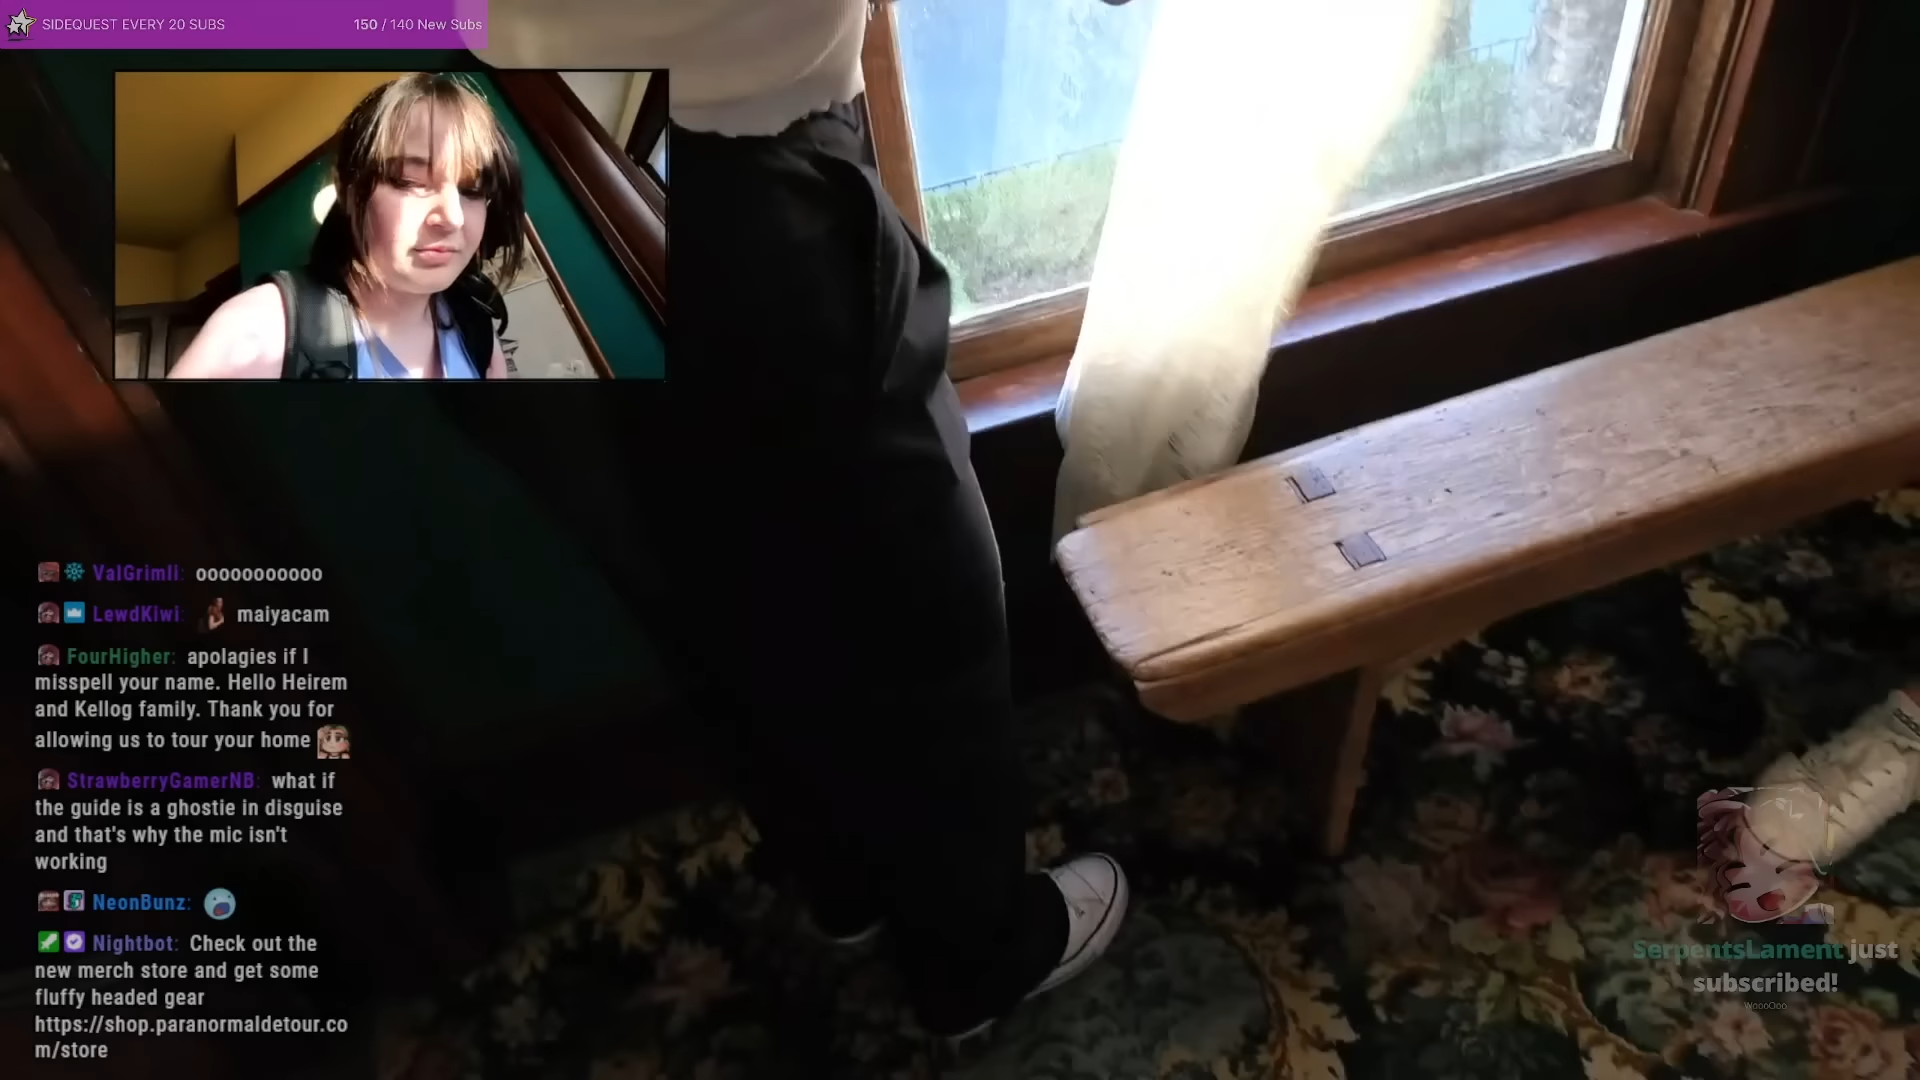 SIDEQUEST EVERY 20 SUBS 150 / 140 New Subs
ValGrimli: ooooooooooo
LewdKiwi: maiyacam
FourHigher: apolagies if I
misspell your name. Hello Heirem
and Kellog family. Thank you for
allowing us to tour your home
StrawberryGamerNB: what if
the guide is a ghostie in disguise
and that's why the mic isn't
working
NeonBunz:
Nightbot: Check out the
new merch store and get some
fluffy headed gear
https://shop.paranormaldetour.co
m/store
SerpentsLament just
subscribed!
WoooOoo